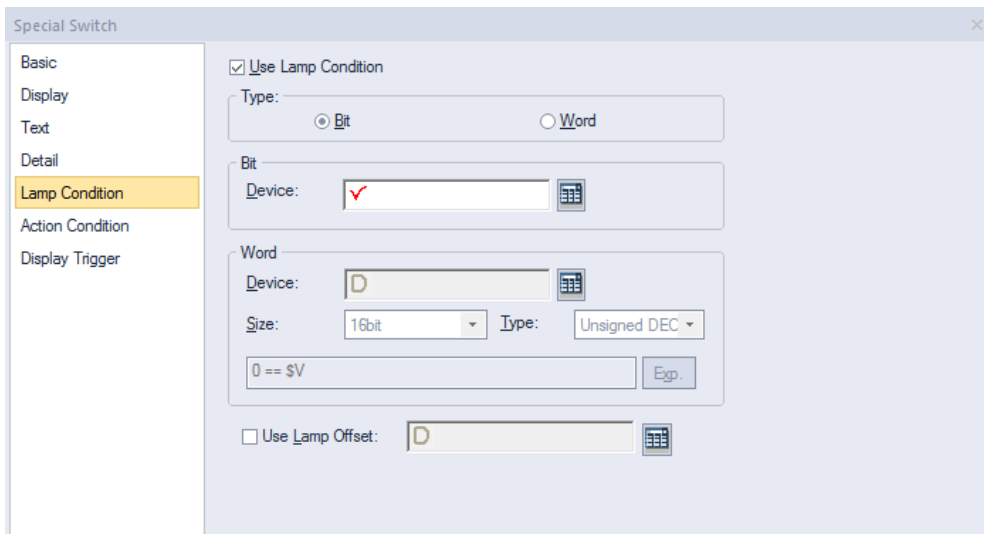 Special Switch
Basic
Display
Text
Detail
Lamp Condition
Action Condition
Display Trigger
Use Lamp Condition
Type:
Bit Word
Bit
Device:
Word
Device: D
Size: 16bit Type: Unsigned DEC
0 == $V Exp.
Use Lamp Offset: D